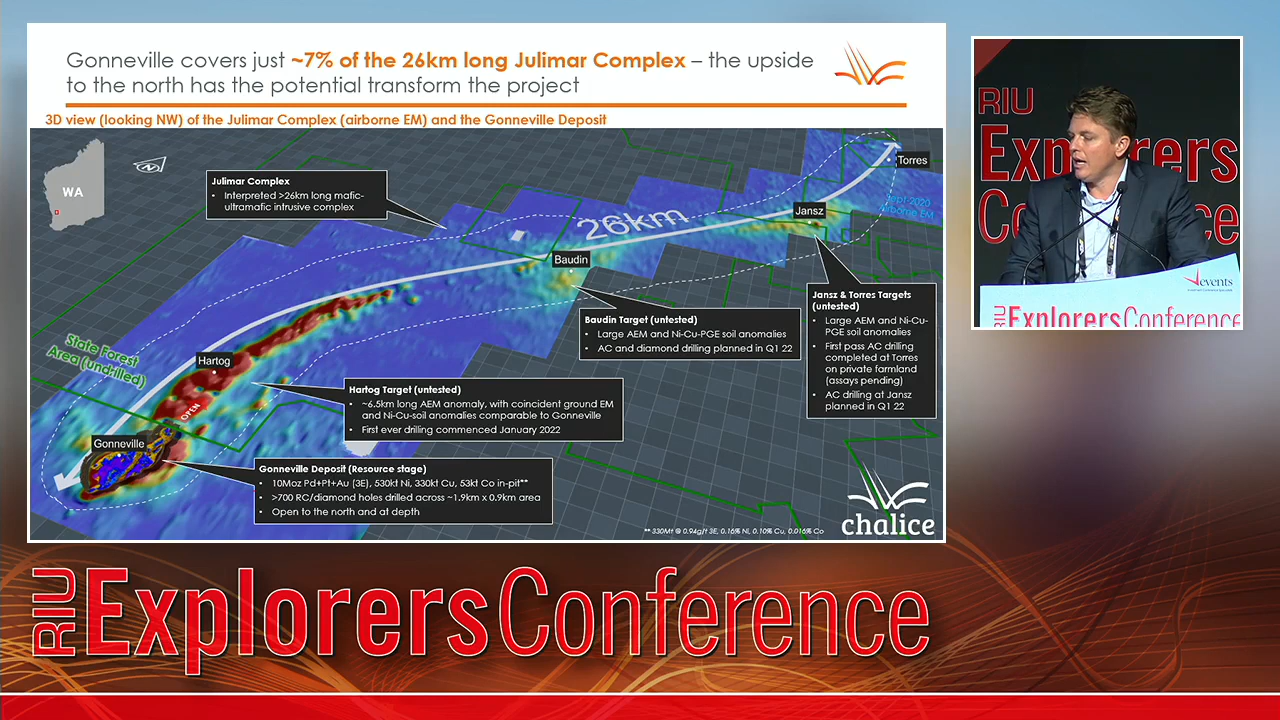 Gonneville covers just ~7% of the 26km long Julimar Complex – the upside
to the north has the potential transform the project
3D view (looking NW) of the Julimar Complex (airborne EM) and the Gonneville Deposit
WA
N
Julimar Complex
• Interpreted >26km long mafic-
ultramafic intrusive complex
26km
Torres
Sept-2020
airborne EM
Jansz
Baudin
Jansz & Torres Targets
(untested)
• Large AEM and Ni-Cu-
PGE soil anomalies
• First pass AC drilling
completed at Torres
on private farmland
(assays pending)
• AC drilling at Jansz
planned in Q1 22
Baudin Target (untested)
• Large AEM and Ni-Cu-PGE soil anomalies
• AC and diamond drilling planned in Q1 22
State Forest
Area (undrilled)
Hartog
OPEN
Hartog Target (untested)
• ~6.5km long AEM anomaly, with coincident ground EM
and Ni-Cu-soil anomalies comparable to Gonneville
• First ever drilling commenced January 2022
Gonneville
Gonneville Deposit (Resource stage)
• 10Moz Pd+Pt+Au (3E), 530kt Ni, 330kt Cu, 53kt Co in-pit**
• >700 RC/diamond holes drilled across ~1.9km x 0.9km area
• Open to the north and at depth
chalice
** 330Mt @ 0.94g/t 3E, 0.16% Ni, 0.10% Cu, 0.016% Co
RIU
Explorers
Conference
events
RIU ExplorersConference
RIU ExplorersConference